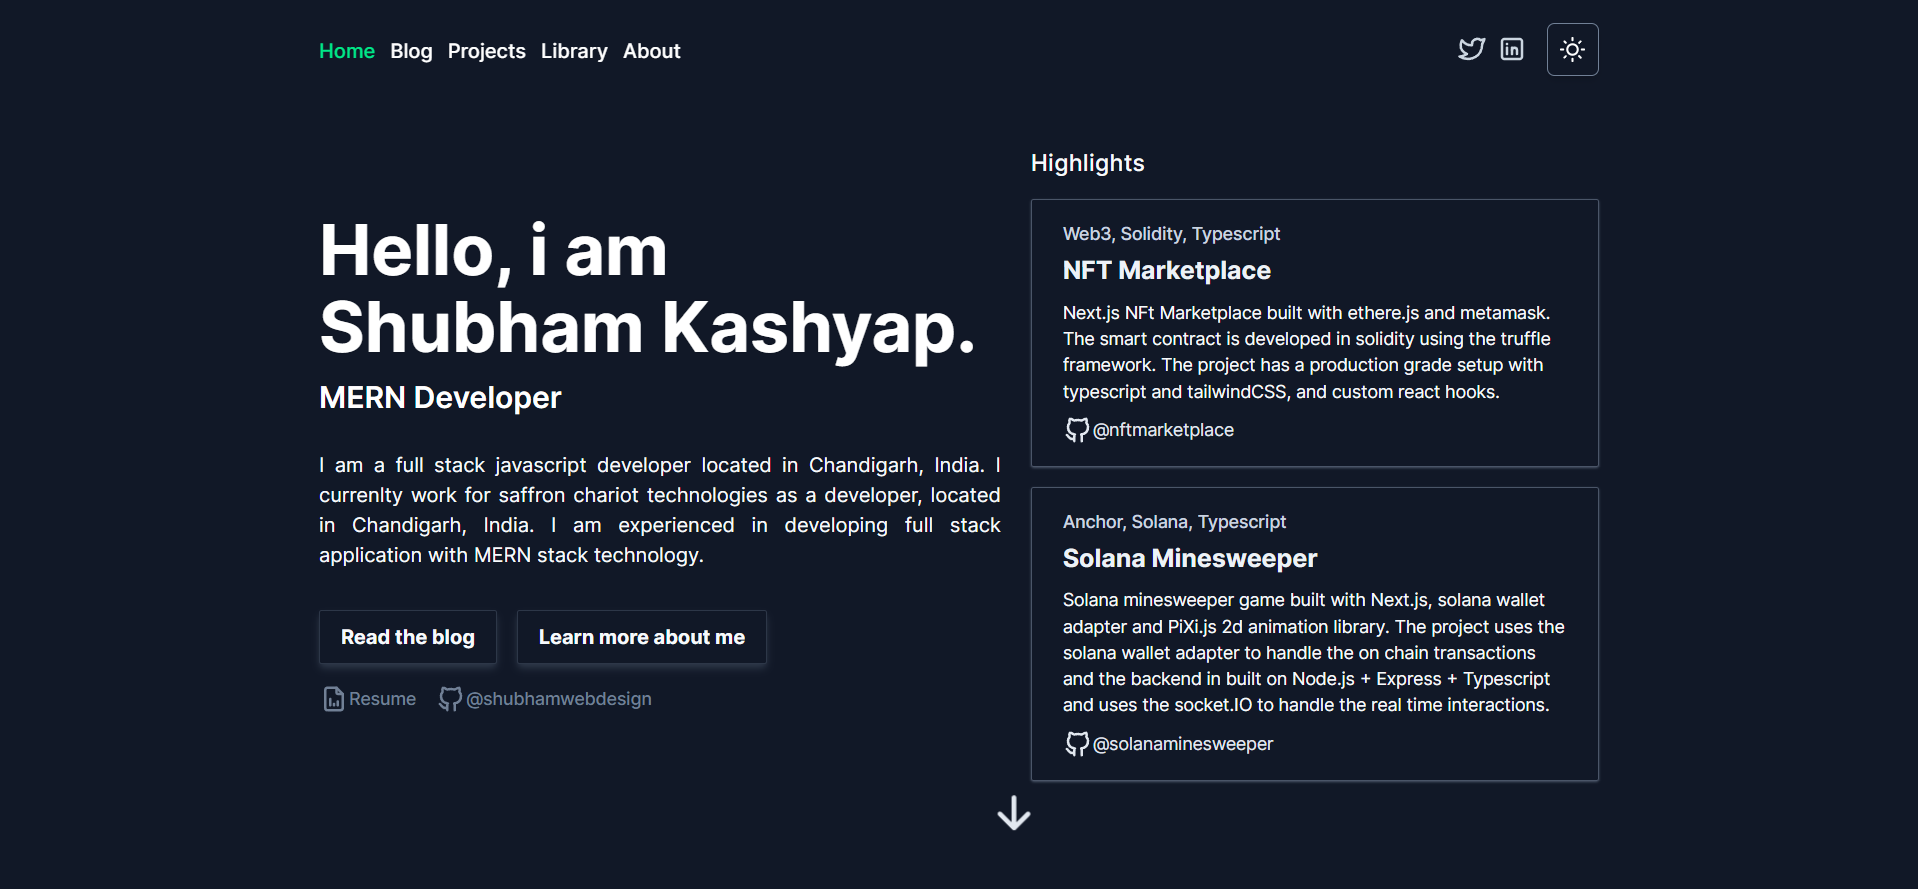 Home Blog Projects Library About
Hello, i am
Shubham Kashyap.
MERN Developer
I am a full stack javascript developer located in Chandigarh, India. I
currenlty work for saffron chariot technologies as a developer, located
in Chandigarh, India. I am experienced in developing full stack
application with MERN stack technology.
Read the blog Learn more about me
Resume @shubhamwebdesign
Highlights
Web3, Solidity, Typescript
NFT Marketplace
Next.js NFt Marketplace built with ethere.js and metamask.
The smart contract is developed in solidity using the truffle
framework. The project has a production grade setup with
typescript and tailwindCSS, and custom react hooks.
@nftmarketplace
Anchor, Solana, Typescript
Solana Minesweeper
Solana minesweeper game built with Next.js, solana wallet
adapter and PiXi.js 2d animation library. The project uses the
solana wallet adapter to handle the on chain transactions
and the backend in built on Node.js + Express + Typescript
and uses the socket.IO to handle the real time interactions.
@solanaminesweeper